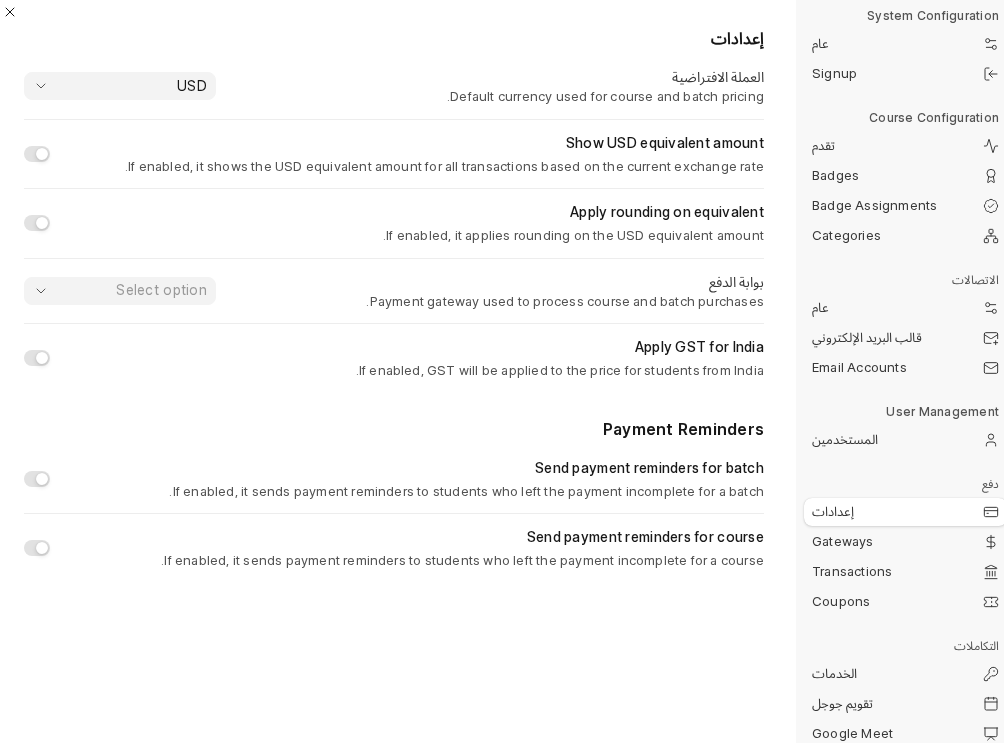 إعدادات
العملة الافتراضية
Default currency used for course and batch pricing.
USD
Show USD equivalent amount
If enabled, it shows the USD equivalent amount for all transactions based on the current exchange rate.
Apply rounding on equivalent
If enabled, it applies rounding on the USD equivalent amount.
بوابة الدفع
Payment gateway used to process course and batch purchases.
Select option
Apply GST for India
If enabled, GST will be applied to the price for students from India.
Payment Reminders
Send payment reminders for batch
If enabled, it sends payment reminders to students who left the payment incomplete for a batch.
Send payment reminders for course
If enabled, it sends payment reminders to students who left the payment incomplete for a course.
System Configuration
عام
Signup
Course Configuration
تقدم
Badges
Badge Assignments
Categories
الاتصالات
عام
قالب البريد الإلكتروني
Email Accounts
User Management
المستخدمين
دفع
إعدادات
Gateways
Transactions
Coupons
التكاملات
الخدمات
تقويم جوجل
Google Meet